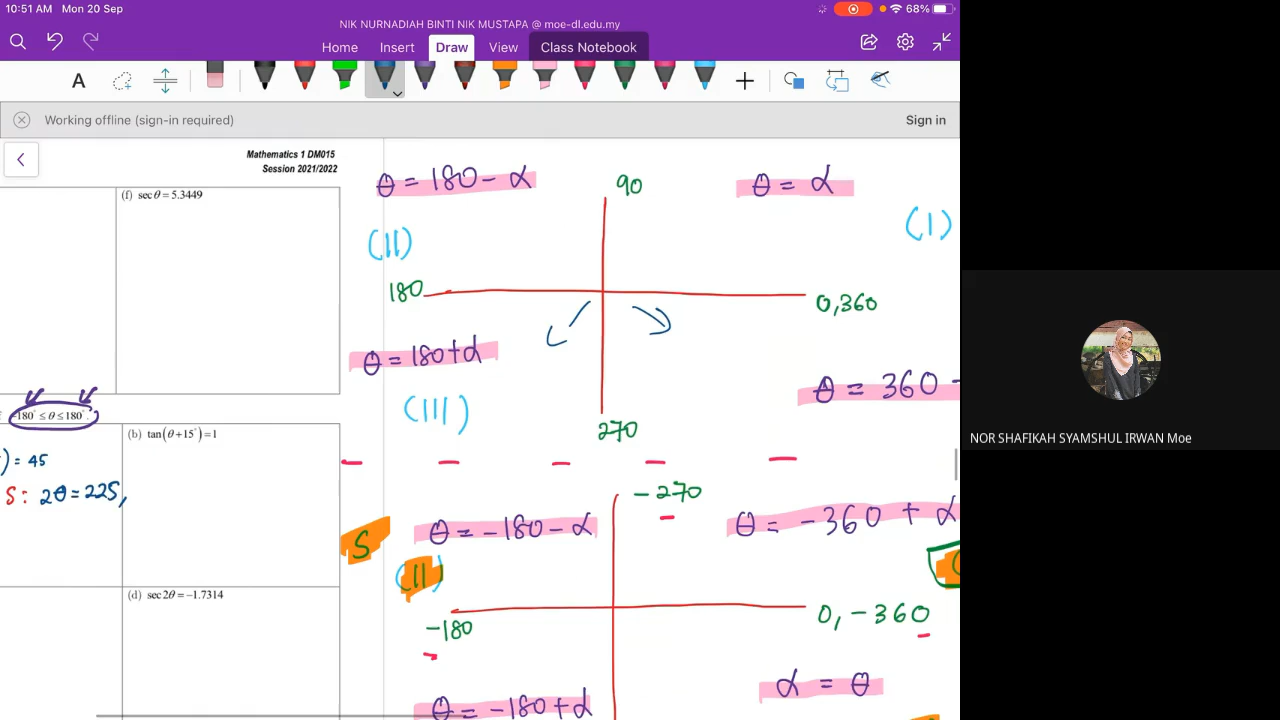 10:51 AM Mon 20 Sep
68%
NIK NURNADIAH BINTI NIK MUSTAPA @ moe-dl.edu.my
Home Insert Draw View Class Notebook
A
Working offline (sign-in required) Sign in
Mathematics 1 DM015
Session 2021/2022
(f) sec θ = 5.3449
-180° ≤ θ ≤ 180°
(b) tan(θ+15°) = 1
) = 45
S: 2θ = 225,
(d) sec 2θ = −1.7314
θ = 180 - α
90
θ = α
(II)
(I)
180
0,360
θ = 180 + α
θ = 360 -
(III)
270
- 270
θ = -180 - α
θ = -360 + α
S
(II)
-180
0, -360
α = θ
θ = -180 + α
NOR SHAFIKAH SYAMSHUL IRWAN Moe